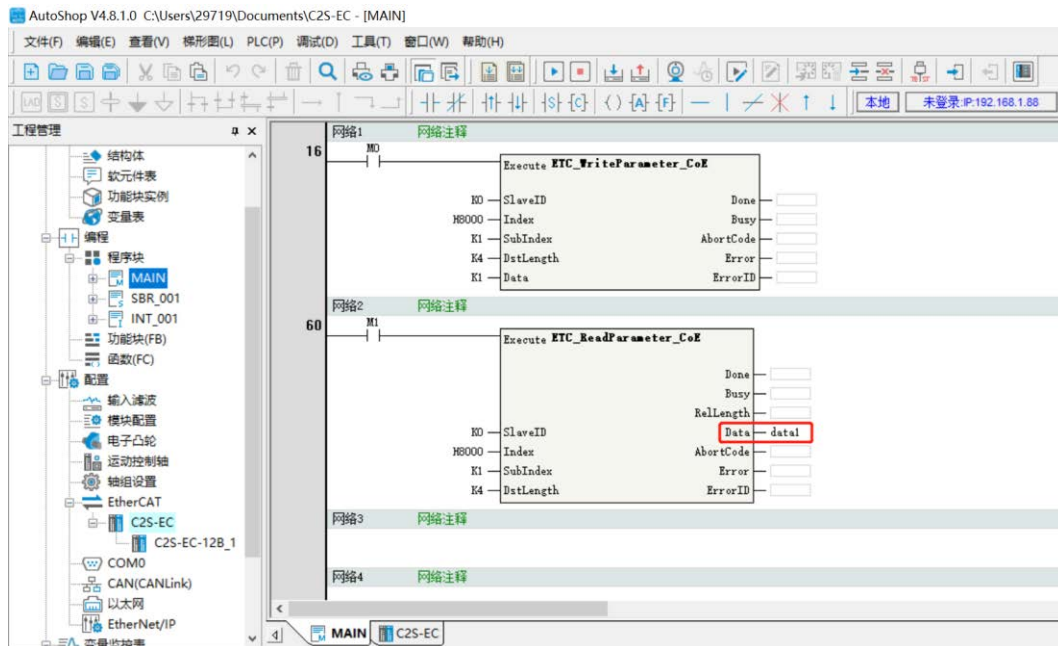 AutoShop V4.8.1.0 C:\Users\29719\Documents\C2S-EC - [MAIN]
文件(F) 编辑(E) 查看(V) 梯形图(L) PLC(P) 调试(D) 工具(T) 窗口(W) 帮助(H)
本地 未登录:IP:192.168.1.88
工程管理
结构体
软元件表
功能块实例
变量表
编程
程序块
MAIN
SBR_001
INT_001
功能块(FB)
函数(FC)
配置
输入滤波
模块配置
电子凸轮
运动控制轴
轴组设置
EtherCAT
C2S-EC
C2S-EC-12B_1
COM0
CAN(CANLink)
以太网
EtherNet/IP
变量监控表
网络1 网络注释
16
M0
Execute ETC_WriteParameter_CoE
K0 SlaveID Done
H8000 Index Busy
K1 SubIndex AbortCode
K4 DstLength Error
K1 Data ErrorID
网络2 网络注释
60
M1
Execute ETC_ReadParameter_CoE
Done
Busy
RelLength
K0 SlaveID Data data1
H8000 Index AbortCode
K1 SubIndex Error
K4 DstLength ErrorID
网络3 网络注释
网络4 网络注释
MAIN C2S-EC